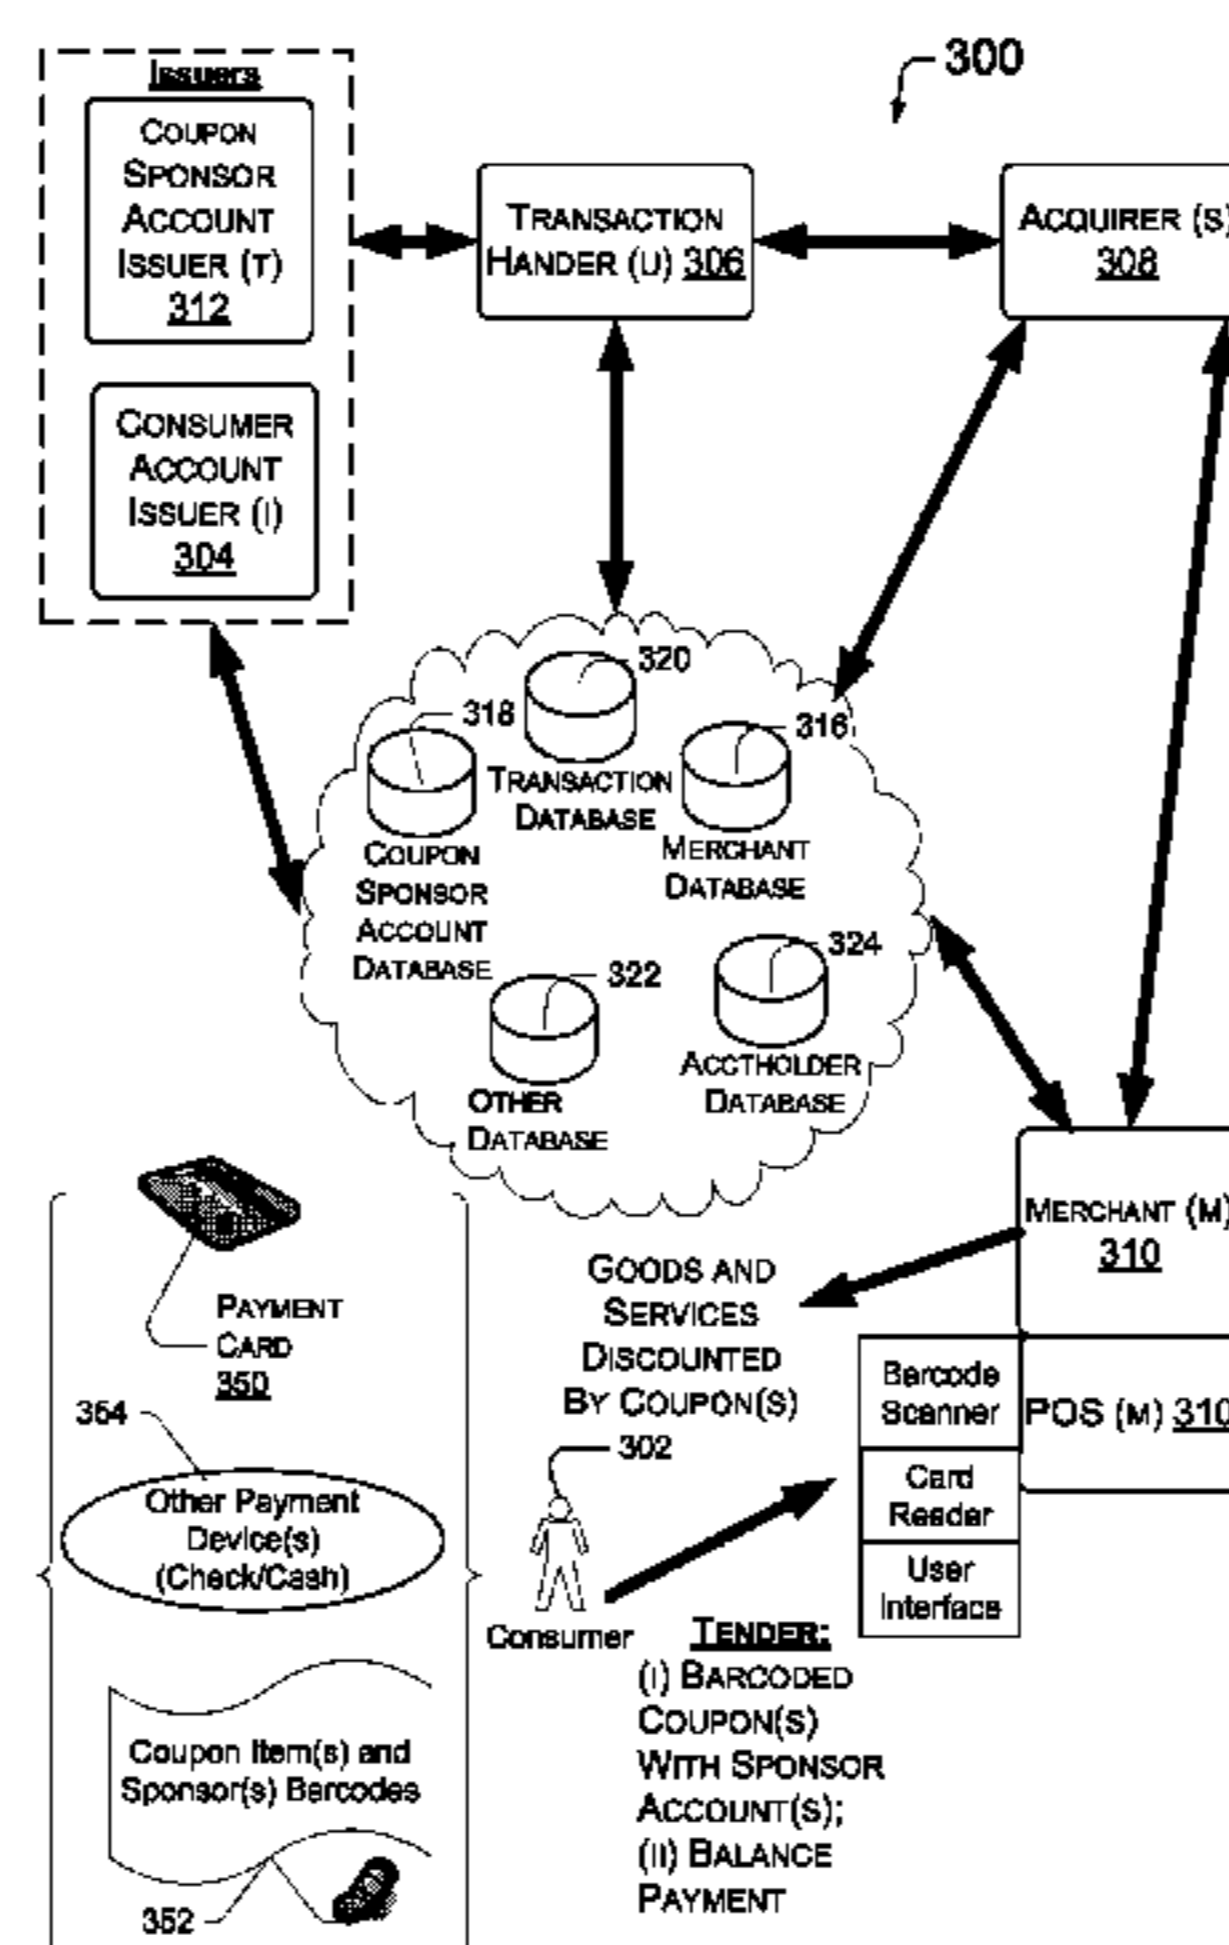 300
Issuers
COUPON
SPONSOR
ACCOUNT
ISSUER (T)
312
TRANSACTION
HANDER (U) 306
ACQUIRER (S)
308
CONSUMER
ACCOUNT
ISSUER (I)
304
320
318
316
TRANSACTION
DATABASE
COUPON
SPONSOR
ACCOUNT
DATABASE
MERCHANT
DATABASE
324
322
ACCTHOLDER
DATABASE
OTHER
DATABASE
PAYMENT
CARD
350
GOODS AND
SERVICES
DISCOUNTED
BY COUPON(S)
MERCHANT (M)
310
Barcode
Scanner
POS (M) 310
Card
Reader
User
Interface
354
Other Payment
Device(s)
(Check/Cash)
302
Consumer
TENDER:
(I) BARCODED
COUPON(S)
WITH SPONSOR
ACCOUNT(S);
(II) BALANCE
PAYMENT
Coupon Item(s) and
Sponsor(s) Barcodes
352